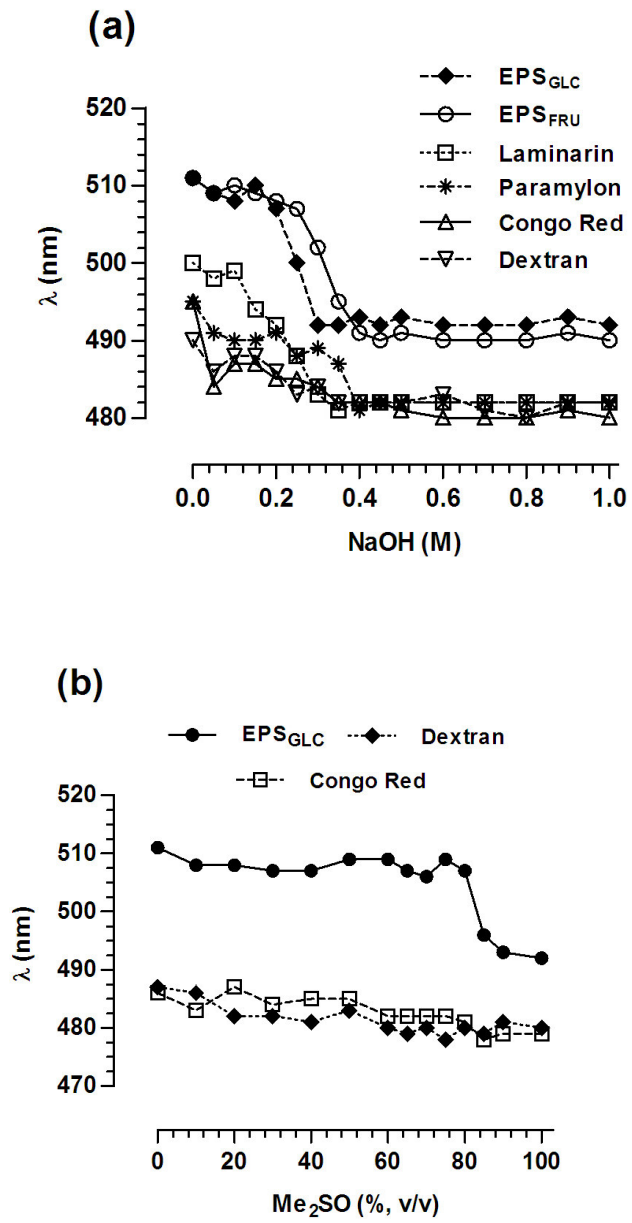 (a)
EPSGLC
EPSFRU
Laminarin
Paramylon
Congo Red
Dextran
520
510
500
490
480
λ (nm)
0.0 0.2 0.4 0.6 0.8 1.0
NaOH (M)
(b)
EPSGLC Dextran
Congo Red
520
510
500
490
480
470
λ (nm)
0 20 40 60 80 100
Me2SO (%, v/v)